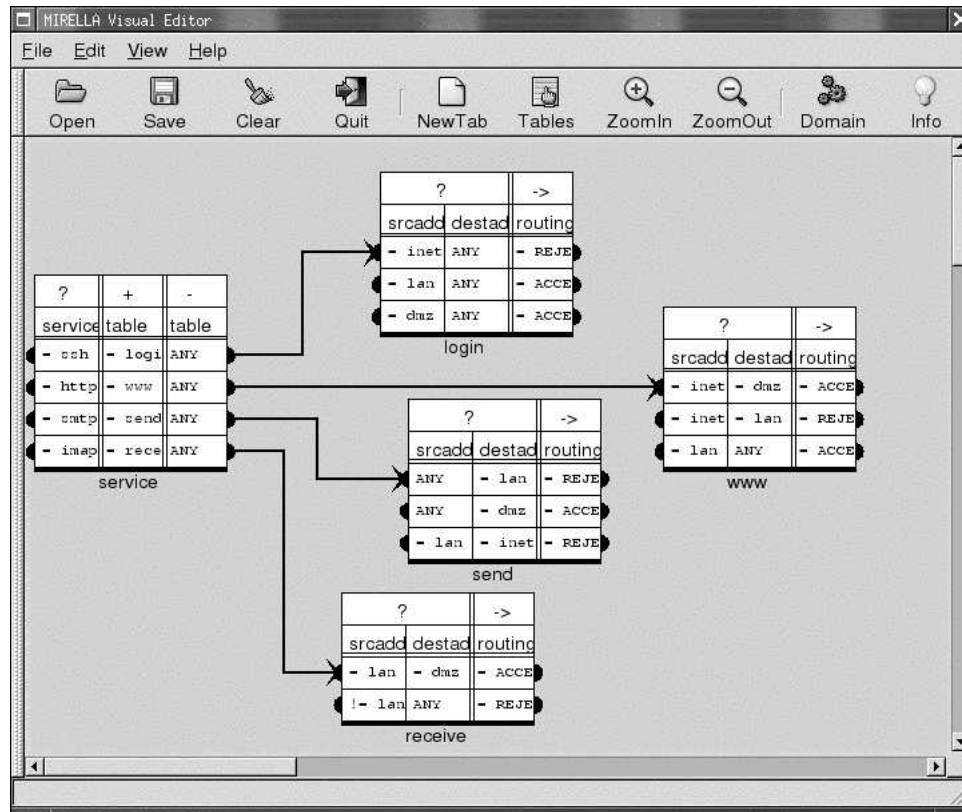 MIRELLA Visual Editor
File Edit View Help
Open Save Clear Quit NewTab Tables ZoomIn ZoomOut Domain Info
? ->
srcadd destad routing
- inet ANY - REJE
- lan ANY - ACCE
- dmz ANY - ACCE
login
? + -
service table table
- ssh - logi ANY
- http - www ANY
- smtp - send ANY
- imap - rece ANY
service
? ->
srcadd destad routing
- inet - dmz - ACCE
- inet - lan - REJE
- lan ANY - ACCE
www
? ->
srcadd destad routing
ANY - lan - REJE
ANY - dmz - ACCE
- lan - inet - REJE
send
? ->
srcadd destad routing
- lan - dmz - ACCE
!- lan ANY - REJE
receive